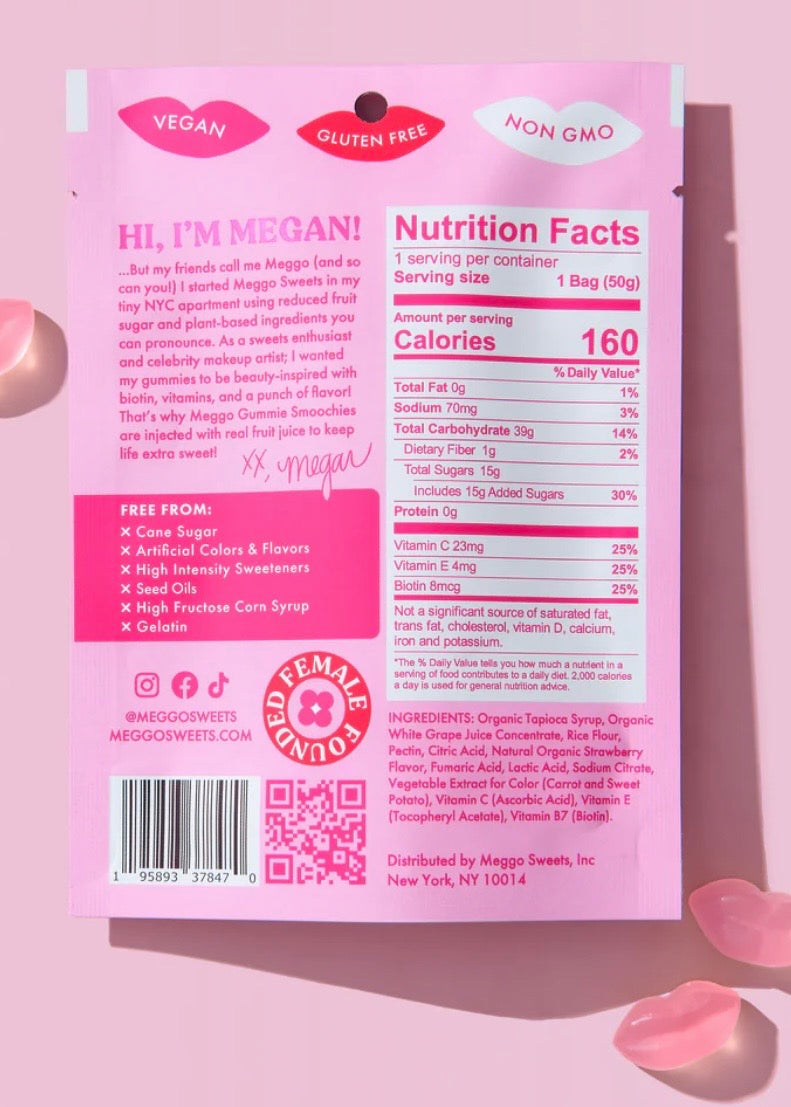 VEGAN
GLUTEN FREE
NON GMO
HI, I'M MEGAN!
...But my friends call me Meggo (and so
can you!) I started Meggo Sweets in my
tiny NYC apartment using reduced fruit
sugar and plant-based ingredients you
can pronounce. As a sweets enthusiast
and celebrity makeup artist; I wanted
my gummies to be beauty-inspired with
biotin, vitamins, and a punch of flavor!
That's why Meggo Gummie Smoochies
are injected with real fruit juice to keep
life extra sweet!
XX, megan
FREE FROM:
✕ Cane Sugar
✕ Artificial Colors & Flavors
✕ High Intensity Sweeteners
✕ Seed Oils
✕ High Fructose Corn Syrup
✕ Gelatin
@MEGGOSWEETS
MEGGOSWEETS.COM
FEMALE FOUNDED
1 95893 37847 0
Nutrition Facts
1 serving per container
Serving size 1 Bag (50g)
Amount per serving
Calories 160
% Daily Value*
Total Fat 0g 1%
Sodium 70mg 3%
Total Carbohydrate 39g 14%
Dietary Fiber 1g 2%
Total Sugars 15g
Includes 15g Added Sugars 30%
Protein 0g
Vitamin C 23mg 25%
Vitamin E 4mg 25%
Biotin 8mcg 25%
Not a significant source of saturated fat,
trans fat, cholesterol, vitamin D, calcium,
iron and potassium.
*The % Daily Value tells you how much a nutrient in a
serving of food contributes to a daily diet. 2,000 calories
a day is used for general nutrition advice.
INGREDIENTS: Organic Tapioca Syrup, Organic
White Grape Juice Concentrate, Rice Flour,
Pectin, Citric Acid, Natural Organic Strawberry
Flavor, Fumaric Acid, Lactic Acid, Sodium Citrate,
Vegetable Extract for Color (Carrot and Sweet
Potato), Vitamin C (Ascorbic Acid), Vitamin E
(Tocopheryl Acetate), Vitamin B7 (Biotin).
Distributed by Meggo Sweets, Inc
New York, NY 10014